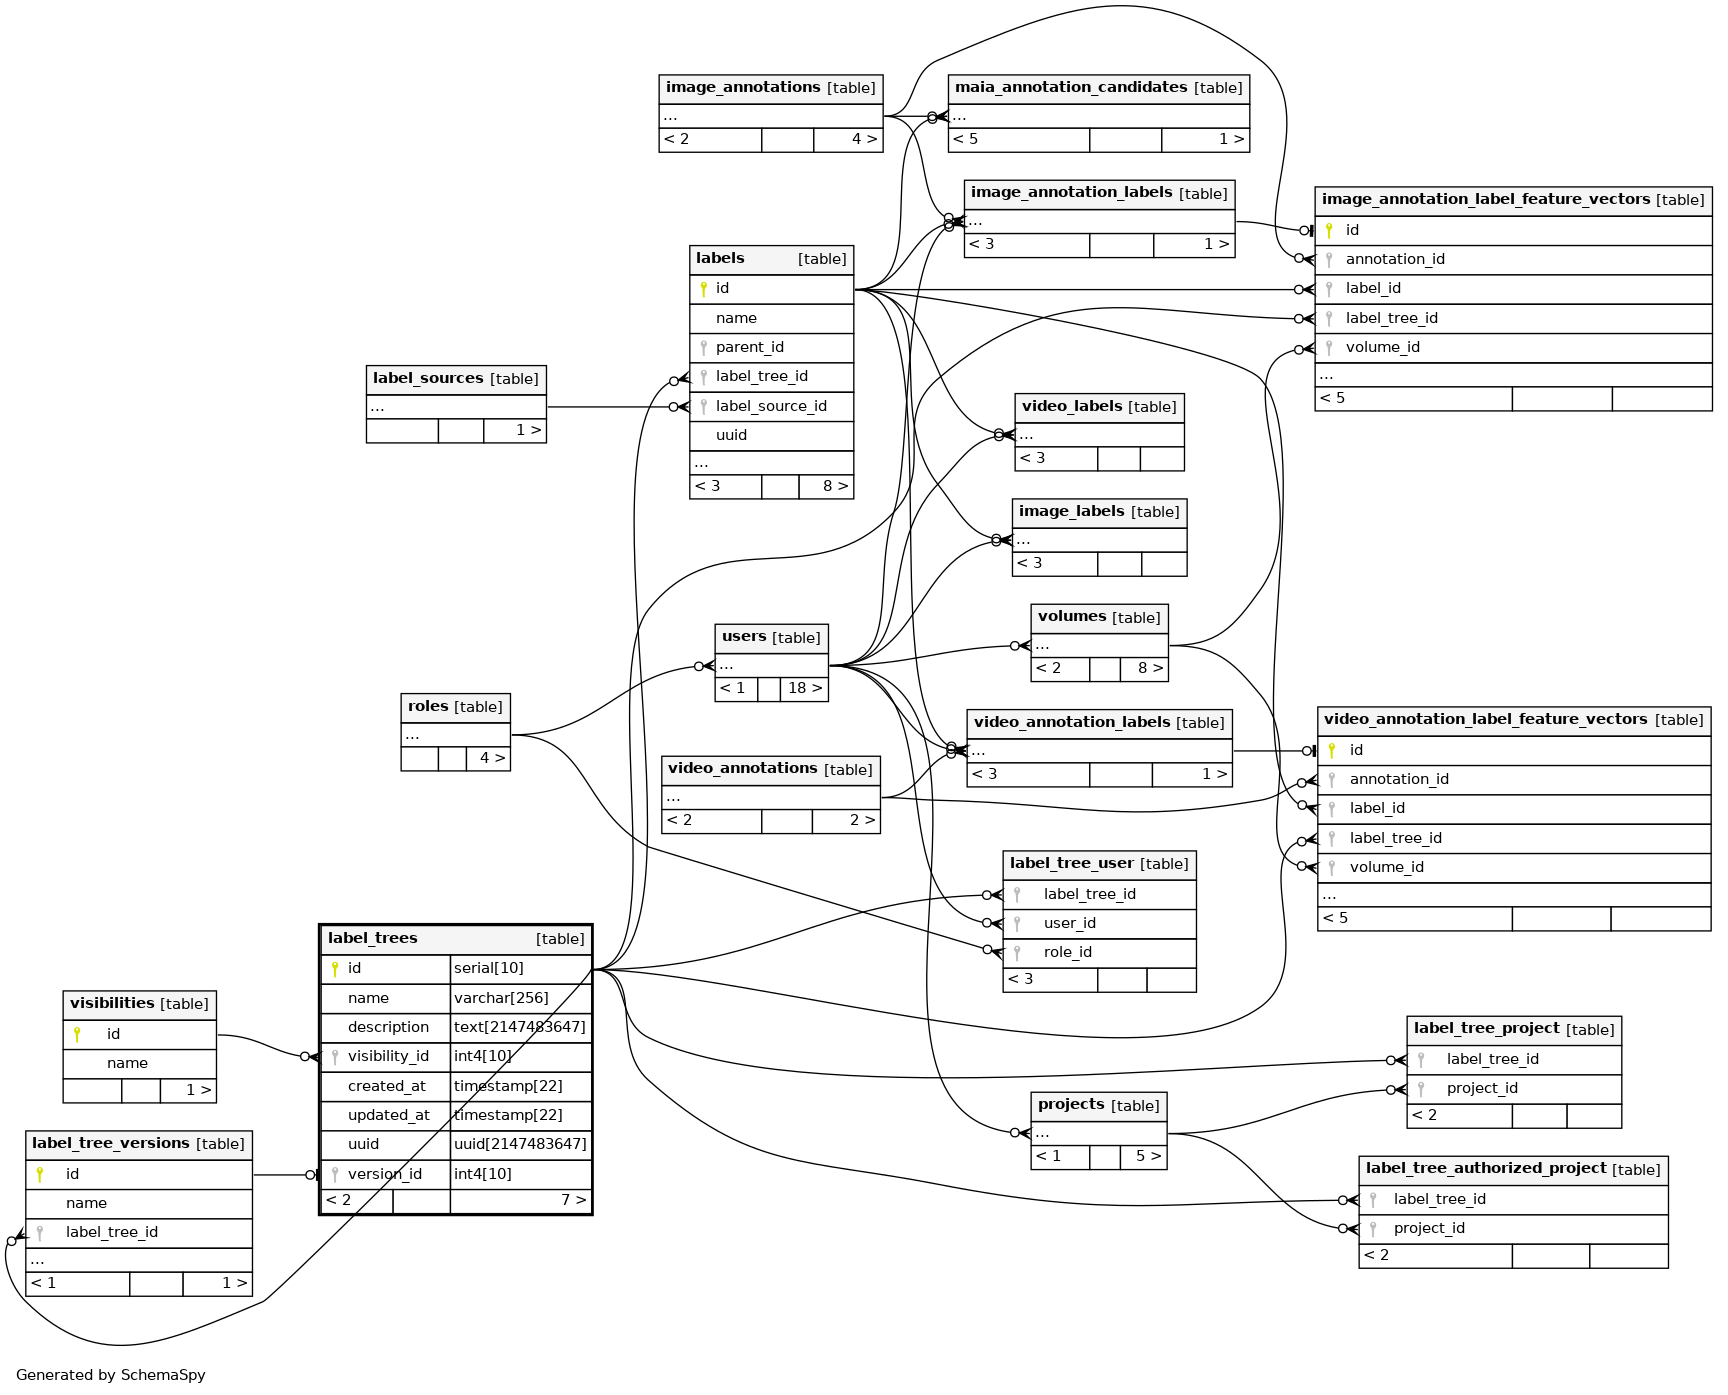 image_annotations [table]
...
< 2 4 >
maia_annotation_candidates [table]
...
< 5 1 >
image_annotation_labels [table]
...
< 3 1 >
image_annotation_label_feature_vectors [table]
id
annotation_id
label_id
label_tree_id
volume_id
...
< 5
labels [table]
id
name
parent_id
label_tree_id
label_source_id
uuid
...
< 3 8 >
label_sources [table]
...
1 >
video_labels [table]
...
< 3
image_labels [table]
...
< 3
volumes [table]
...
< 2 8 >
users [table]
...
< 1 18 >
roles [table]
...
4 >
video_annotation_labels [table]
...
< 3 1 >
video_annotation_label_feature_vectors [table]
id
annotation_id
label_id
label_tree_id
volume_id
...
< 5
video_annotations [table]
...
< 2 2 >
label_tree_user [table]
label_tree_id
user_id
role_id
< 3
label_trees [table]
id serial[10]
name varchar[256]
description text[2147483647]
visibility_id int4[10]
created_at timestamp[22]
updated_at timestamp[22]
uuid uuid[2147483647]
version_id int4[10]
< 2 7 >
visibilities [table]
id
name
1 >
label_tree_versions [table]
id
name
label_tree_id
...
< 1 1 >
label_tree_project [table]
label_tree_id
project_id
< 2
projects [table]
...
< 1 5 >
label_tree_authorized_project [table]
label_tree_id
project_id
< 2
Generated by SchemaSpy